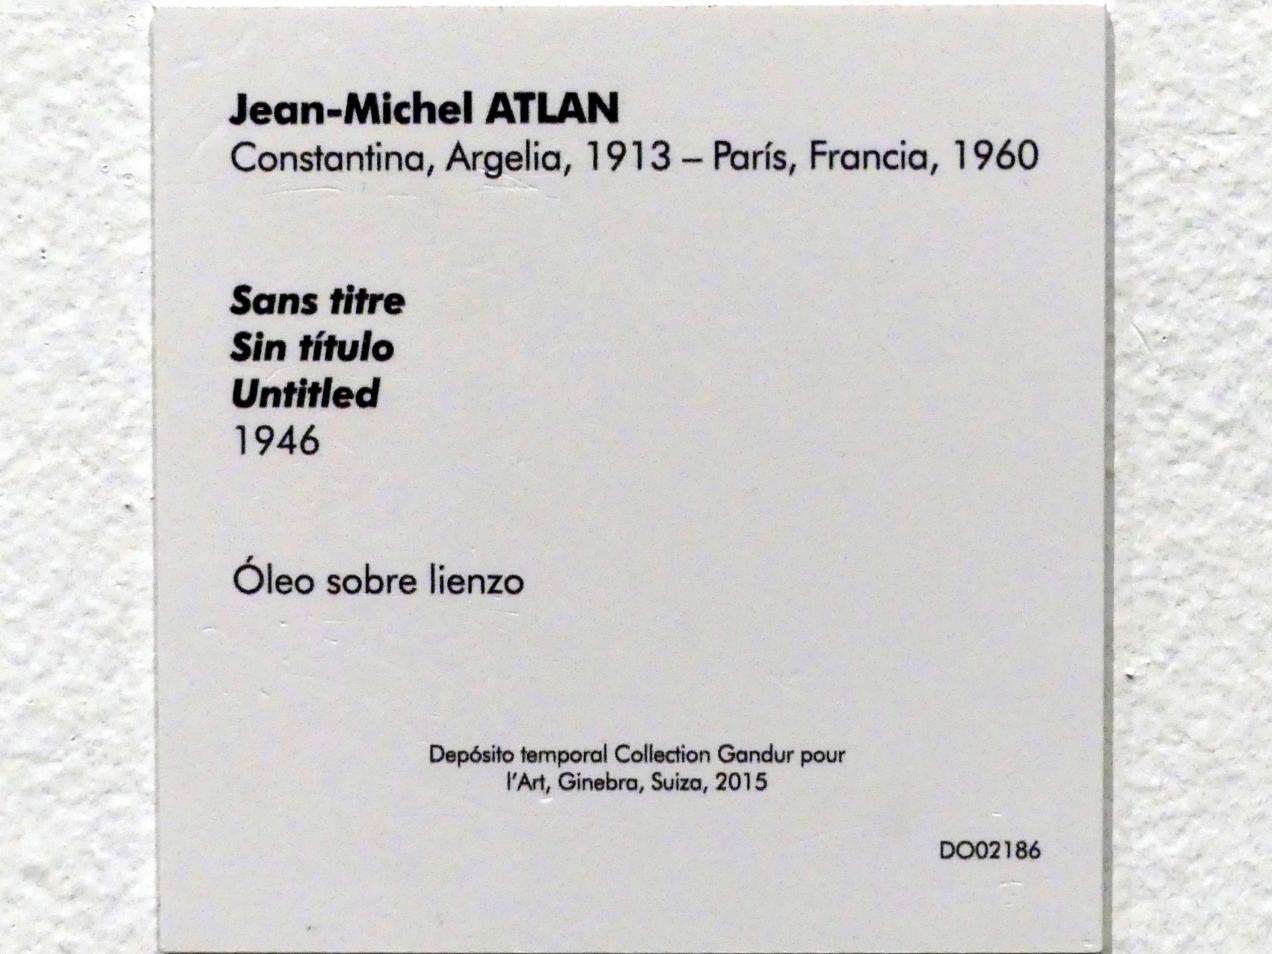 Jean-Michel ATLAN
Constantina, Argelia, 1913 – París, Francia, 1960
Sans titre
Sin título
Untitled
1946
Óleo sobre lienzo
Depósito temporal Collection Gandur pour
l'Art, Ginebra, Suiza, 2015
DO02186